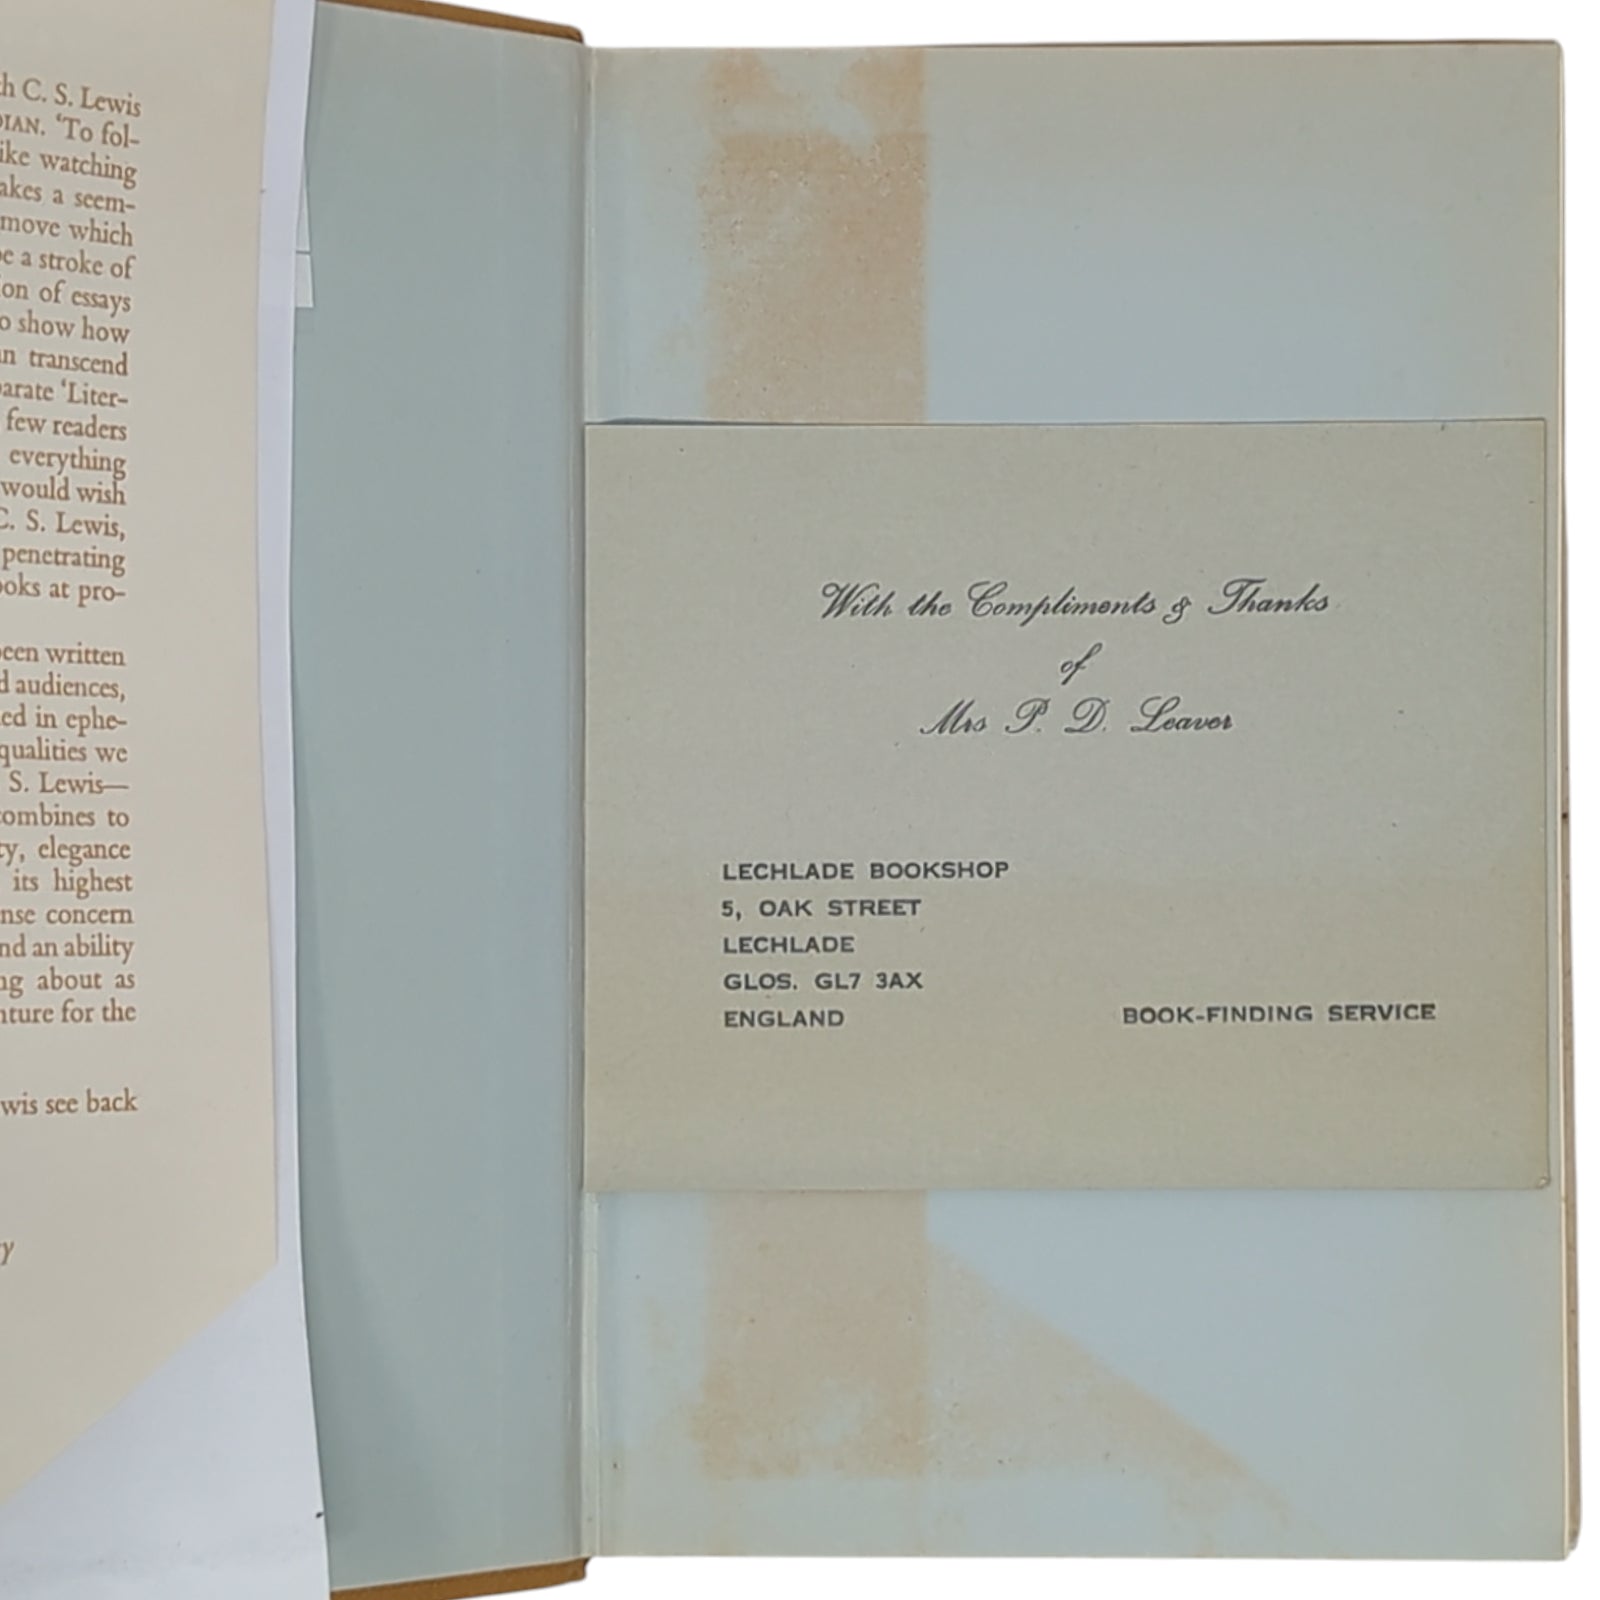 h C. S. Lewis
DIAN. 'To fol-
ike watching
akes a seem-
move which
e a stroke of
on of essays
o show how
n transcend
parate 'Liter-
few readers
everything
would wish
C. S. Lewis,
penetrating
ooks at pro-
een written
d audiences,
ed in ephe-
qualities we
S. Lewis—
combines to
ty, elegance
its highest
nse concern
nd an ability
ng about as
nture for the
wis see back
y
With the Compliments & Thanks
of
Mrs P. D. Leaver
LECHLADE BOOKSHOP
5, OAK STREET
LECHLADE
GLOS. GL7 3AX
ENGLAND
BOOK-FINDING SERVICE